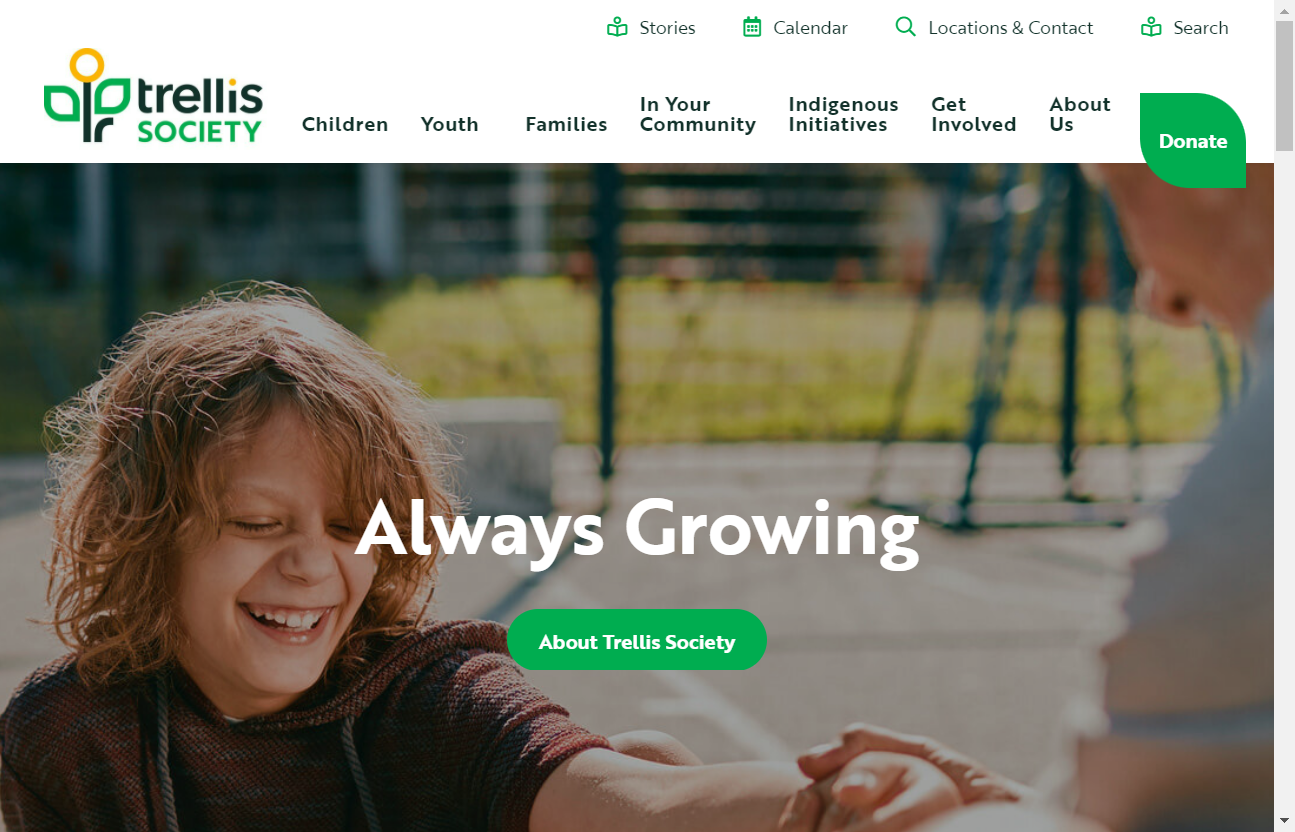 Stories
Calendar
Locations & Contact
Search
trellis
SOCIETY
Children
Youth
Families
In Your
Community
Indigenous
Initiatives
Get
Involved
About
Us
Donate
Always Growing
About Trellis Society